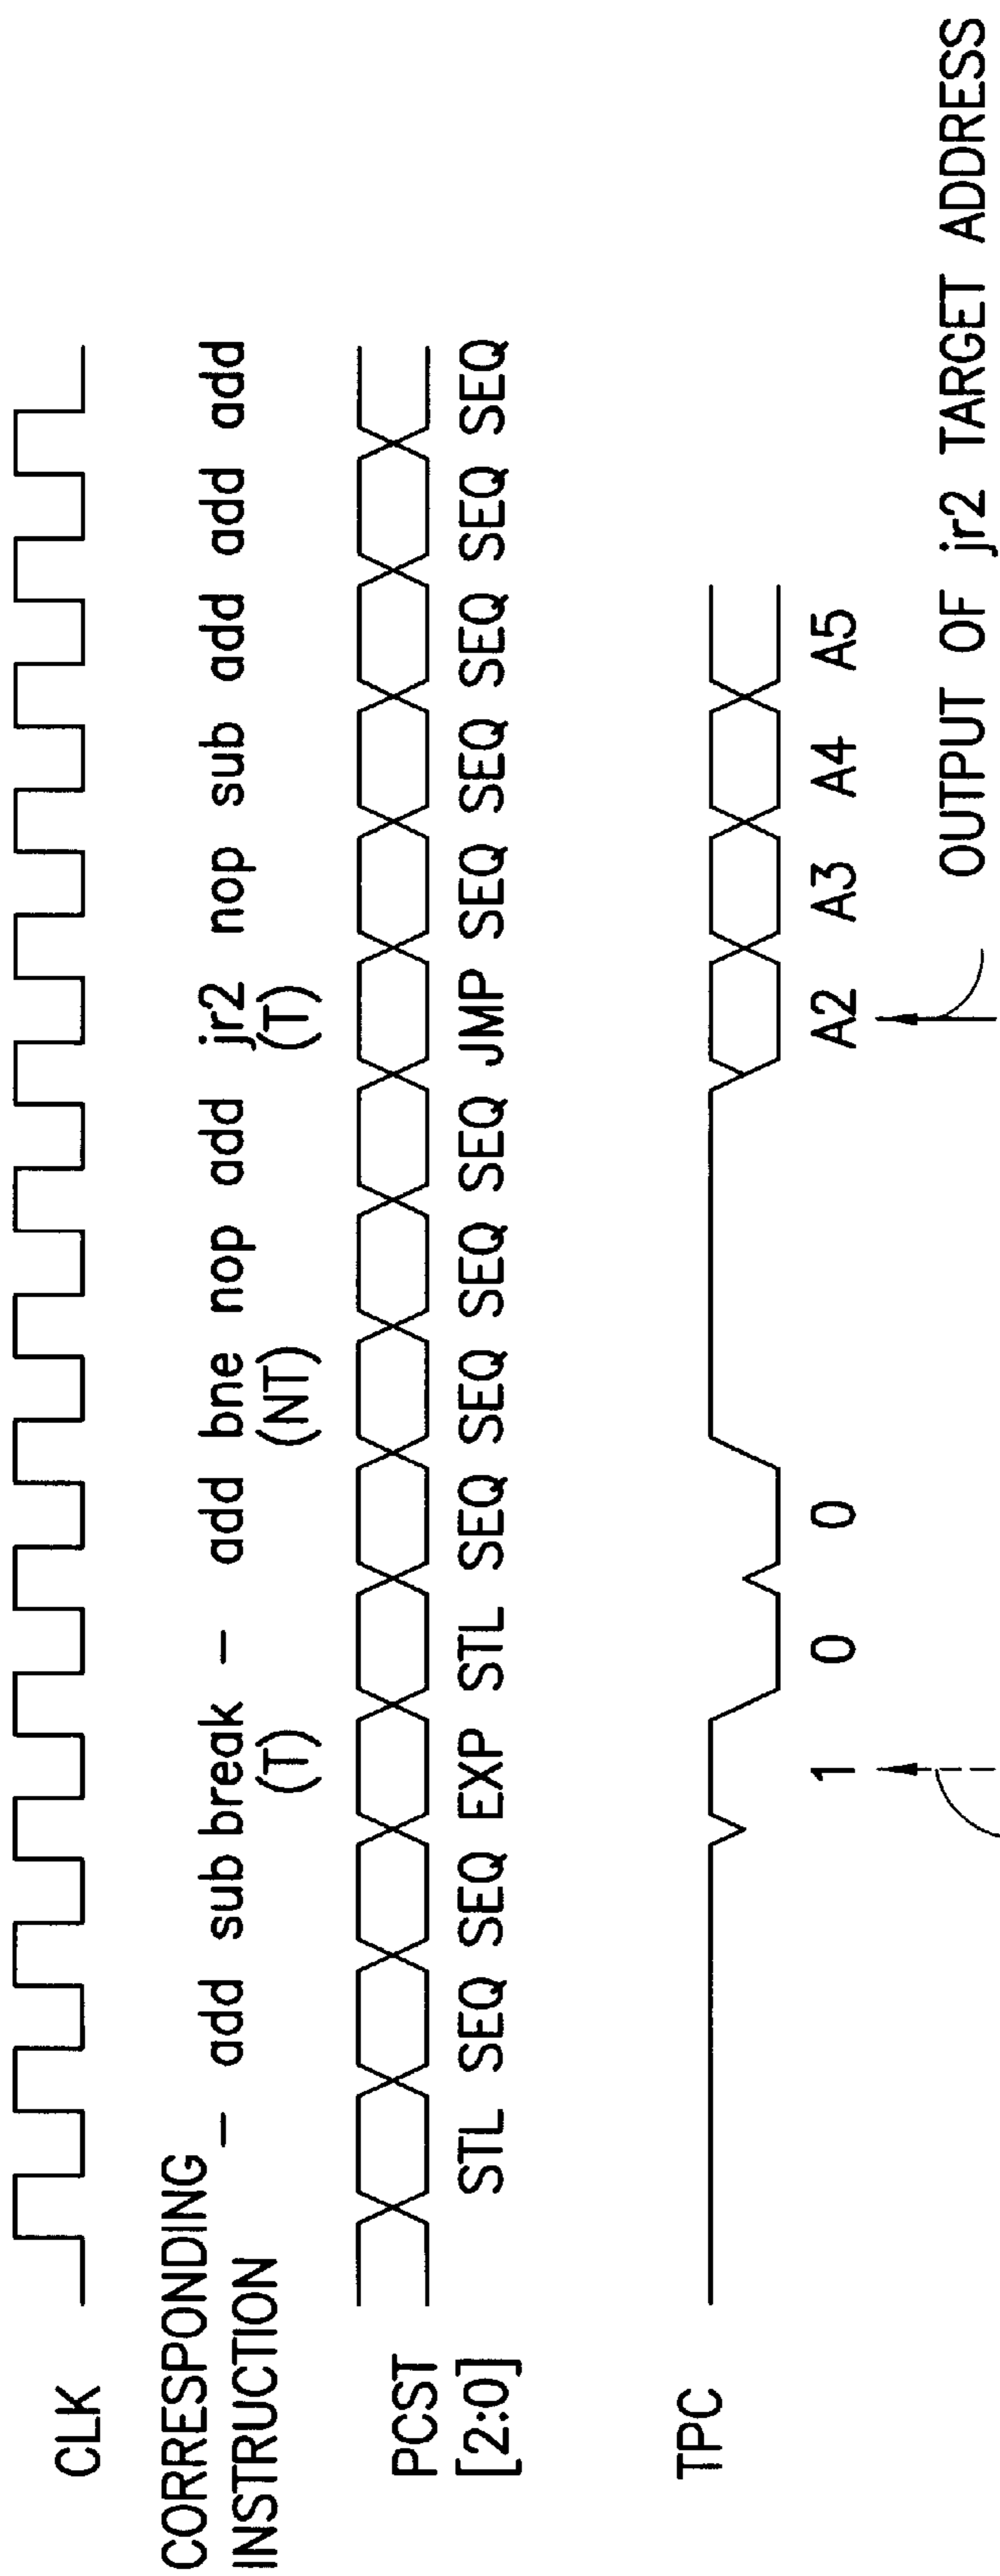 CLK
CORRESPONDING
INSTRUCTION
— add sub break — add bne nop add jr2 nop sub add add add
(T) (NT) (T)
PCST
[2:0]
STL SEQ SEQ EXP STL SEQ SEQ SEQ SEQ JMP SEQ SEQ SEQ SEQ SEQ
TPC
1 0 0 A2 A3 A4 A5
OUTPUT OF jr2 TARGET ADDRESS